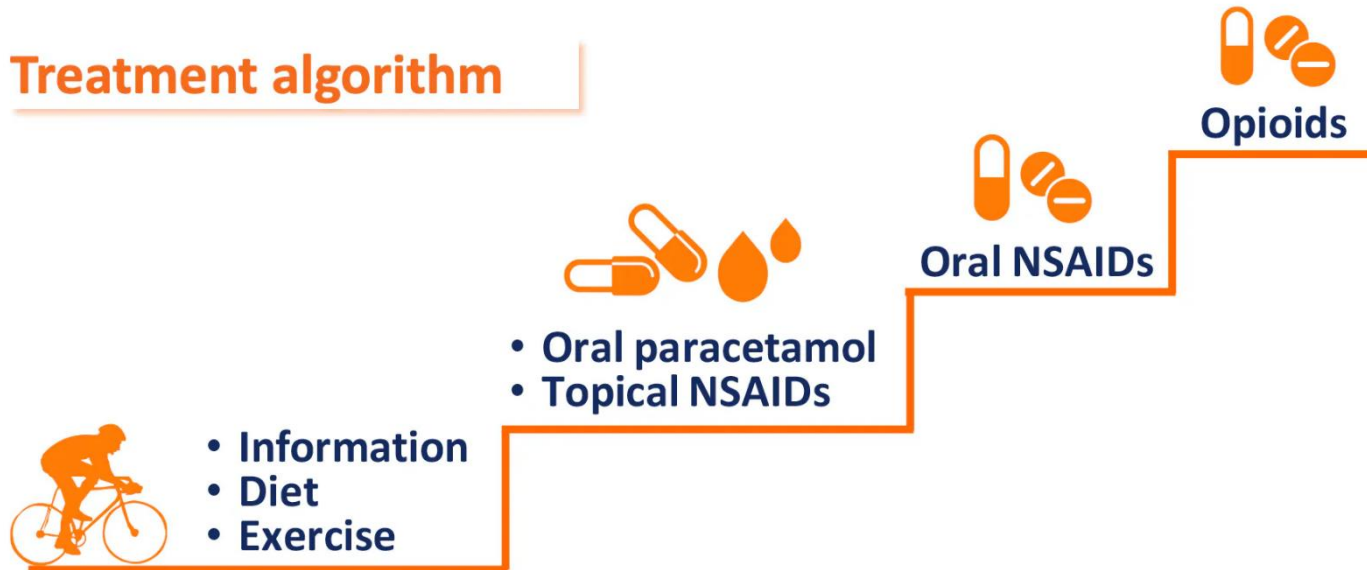 Treatment algorithm
Opioids
Oral NSAIDs
• Oral paracetamol
• Topical NSAIDs
• Information
• Diet
• Exercise